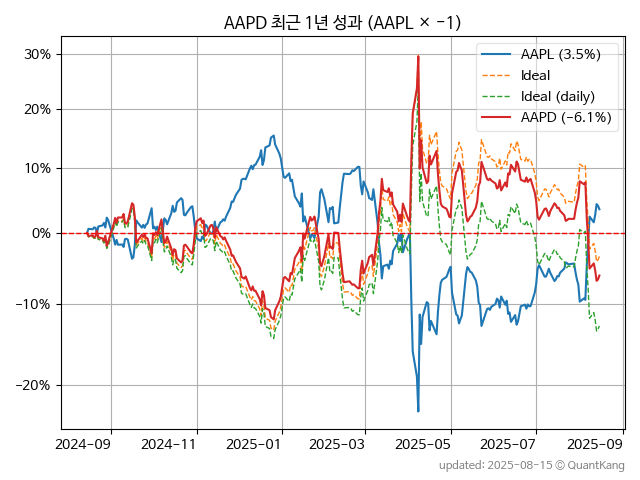 AAPD 최근 1년 성과 (AAPL × −1)
AAPL (3.5%)
Ideal
Ideal (daily)
AAPD (−6.1%)
30%
20%
10%
0%
−10%
−20%
2024-09
2024-11
2025-01
2025-03
2025-05
2025-07
2025-09
updated: 2025-08-15 © QuantKang